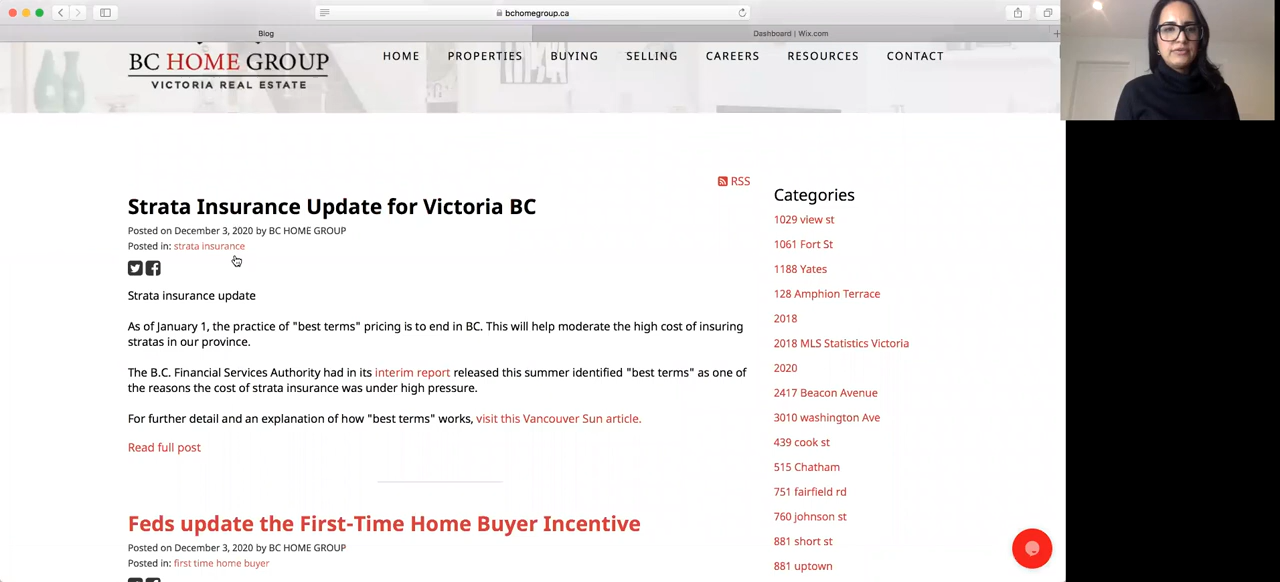 bchomegroup.ca
Blog
Dashboard | Wix.com
BC HOME GROUP
VICTORIA REAL ESTATE
HOME
PROPERTIES
BUYING
SELLING
CAREERS
RESOURCES
CONTACT
RSS
Strata Insurance Update for Victoria BC
Posted on December 3, 2020 by BC HOME GROUP
Posted in: strata insurance
Strata insurance update
As of January 1, the practice of "best terms" pricing is to end in BC. This will help moderate the high cost of insuring
stratas in our province.
The B.C. Financial Services Authority had in its interim report released this summer identified "best terms" as one of
the reasons the cost of strata insurance was under high pressure.
For further detail and an explanation of how "best terms" works, visit this Vancouver Sun article.
Read full post
Feds update the First-Time Home Buyer Incentive
Posted on December 3, 2020 by BC HOME GROUP
Posted in: first time home buyer
Categories
1029 view st
1061 Fort St
1188 Yates
128 Amphion Terrace
2018
2018 MLS Statistics Victoria
2020
2417 Beacon Avenue
3010 washington Ave
439 cook st
515 Chatham
751 fairfield rd
760 johnson st
881 short st
881 uptown